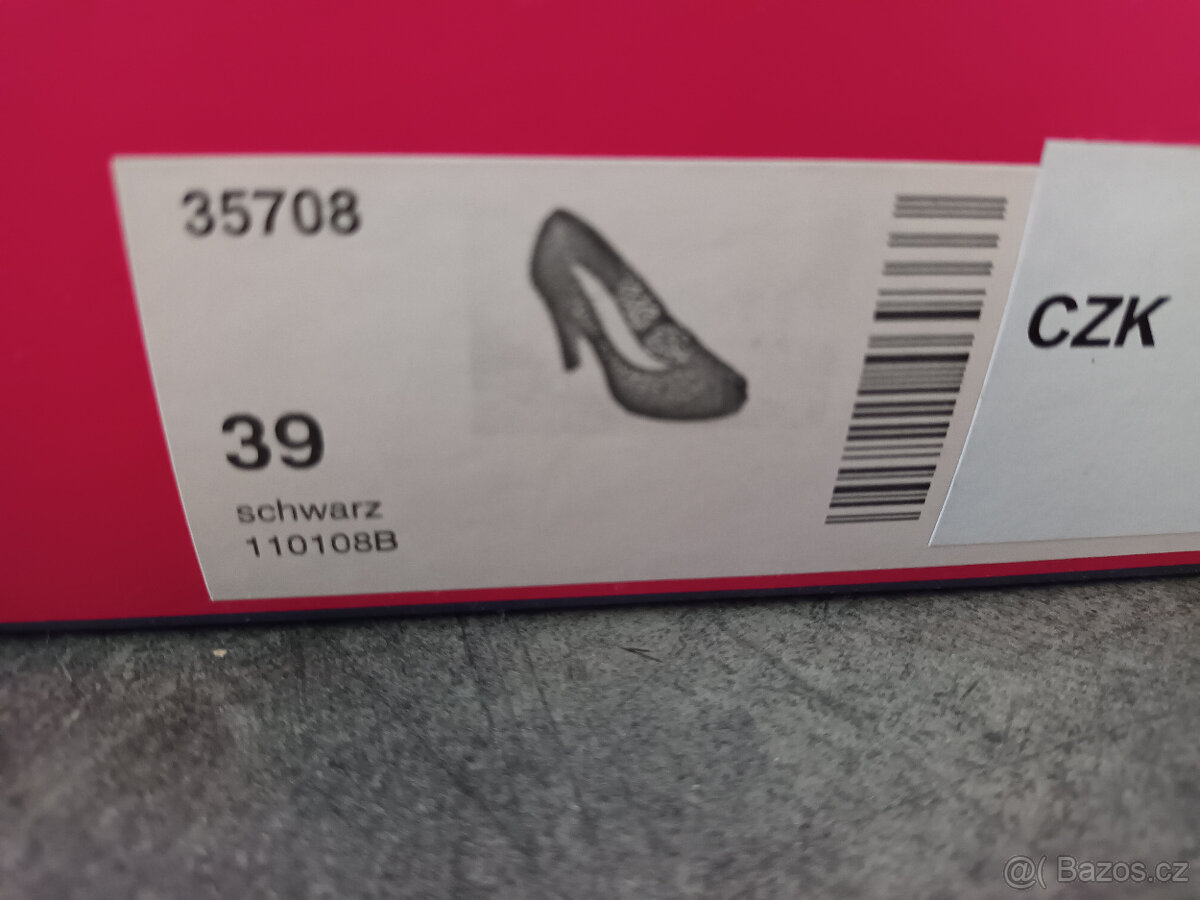 35708
39
schwarz
110108B
CZK
@( Bazos.cz